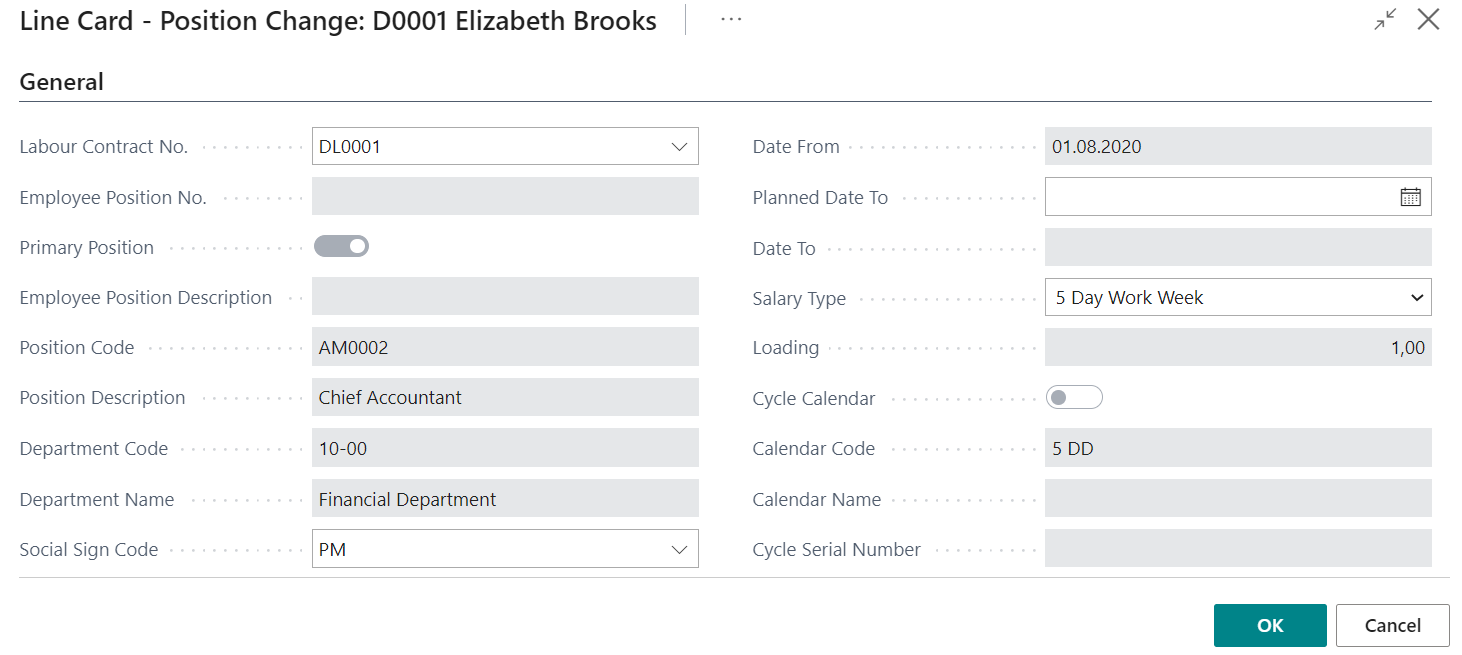 Line Card - Position Change: D0001 Elizabeth Brooks
General
Labour Contract No.
DL0001
Employee Position No.
Primary Position
Employee Position Description
Position Code
AM0002
Position Description
Chief Accountant
Department Code
10-00
Department Name
Financial Department
Social Sign Code
PM
Date From
01.08.2020
Planned Date To
Date To
Salary Type
5 Day Work Week
Loading
1,00
Cycle Calendar
Calendar Code
5 DD
Calendar Name
Cycle Serial Number
OK
Cancel